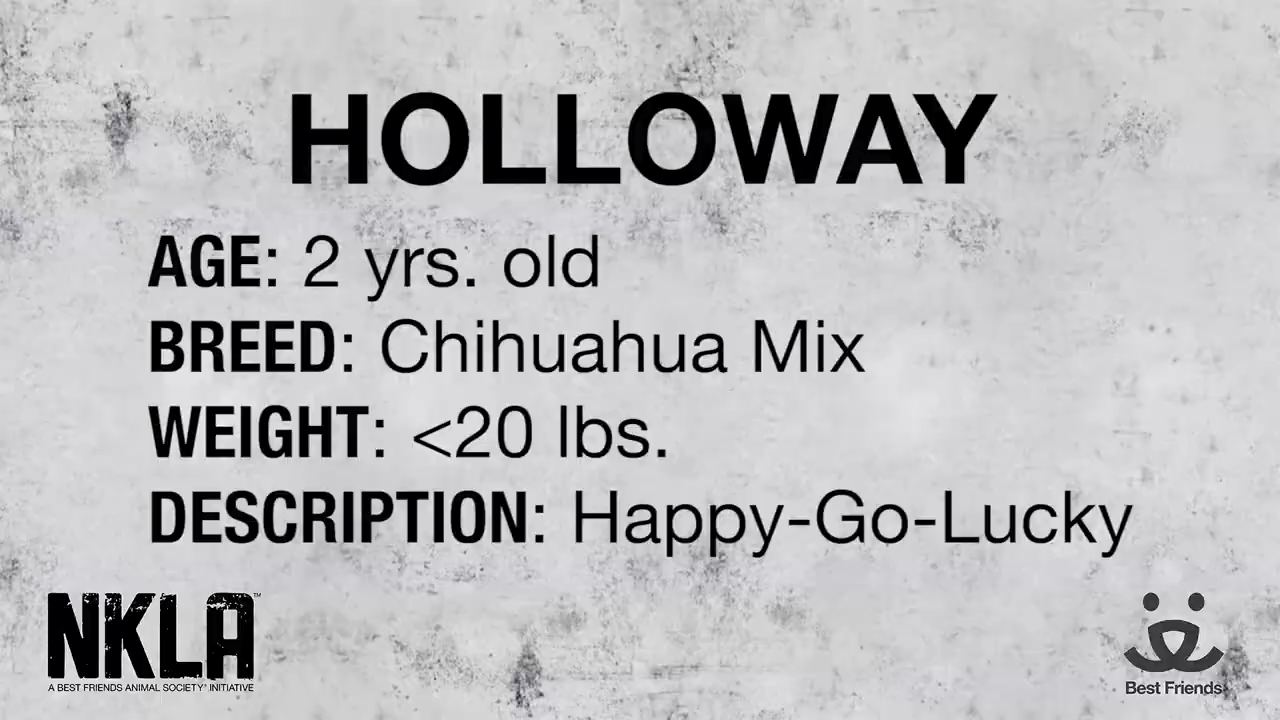 HOLLOWAY
AGE: 2 yrs. old
BREED: Chihuahua Mix
WEIGHT: <20 lbs.
DESCRIPTION: Happy-Go-Lucky
NKLA™
A BEST FRIENDS ANIMAL SOCIETY® INITIATIVE
Best Friends